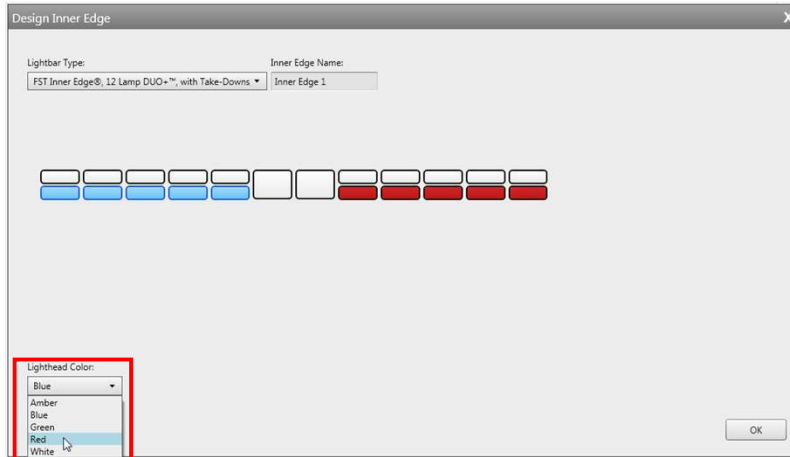 Design Inner Edge X
Lightbar Type: Inner Edge Name:
FST Inner Edge®, 12 Lamp DUO+™, with Take-Downs Inner Edge 1
Lighthead Color:
Blue
Amber
Blue
Green
Red
White
OK